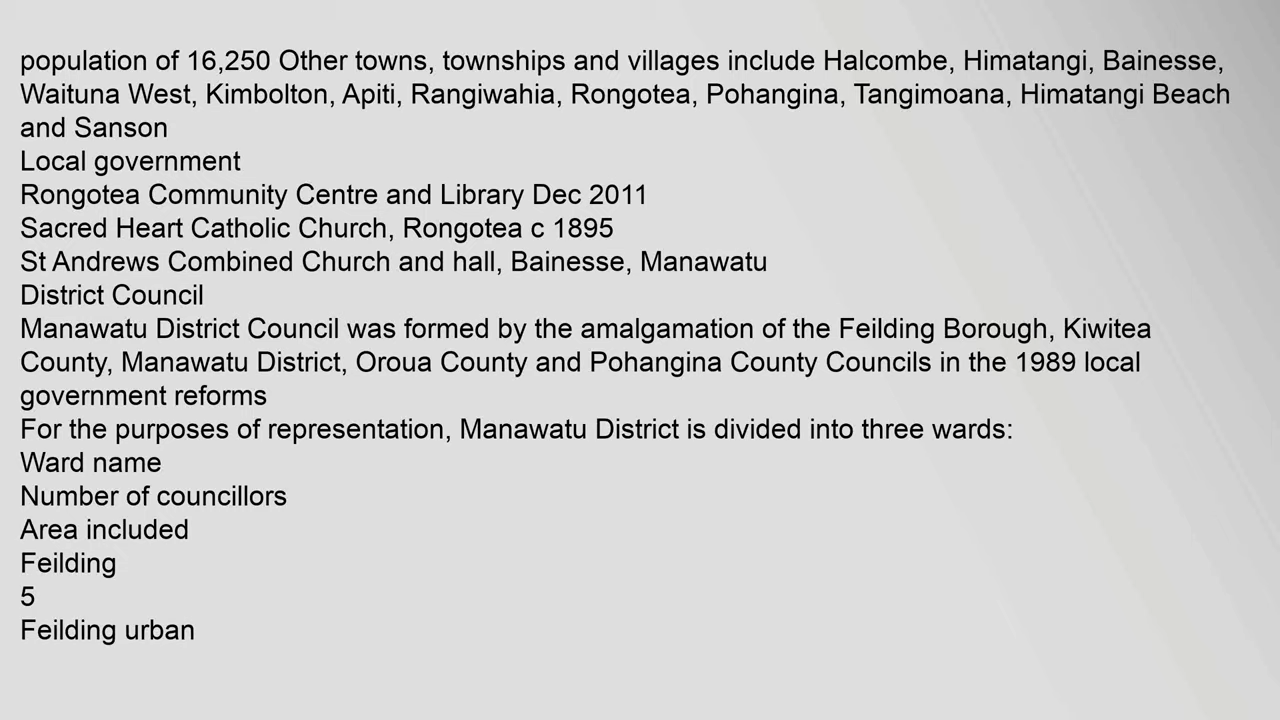 population of 16,250 Other towns, townships and villages include Halcombe, Himatangi, Bainesse,
Waituna West, Kimbolton, Apiti, Rangiwahia, Rongotea, Pohangina, Tangimoana, Himatangi Beach
and Sanson
Local government
Rongotea Community Centre and Library Dec 2011
Sacred Heart Catholic Church, Rongotea c 1895
St Andrews Combined Church and hall, Bainesse, Manawatu
District Council
Manawatu District Council was formed by the amalgamation of the Feilding Borough, Kiwitea
County, Manawatu District, Oroua County and Pohangina County Councils in the 1989 local
government reforms
For the purposes of representation, Manawatu District is divided into three wards:
Ward name
Number of councillors
Area included
Feilding
5
Feilding urban